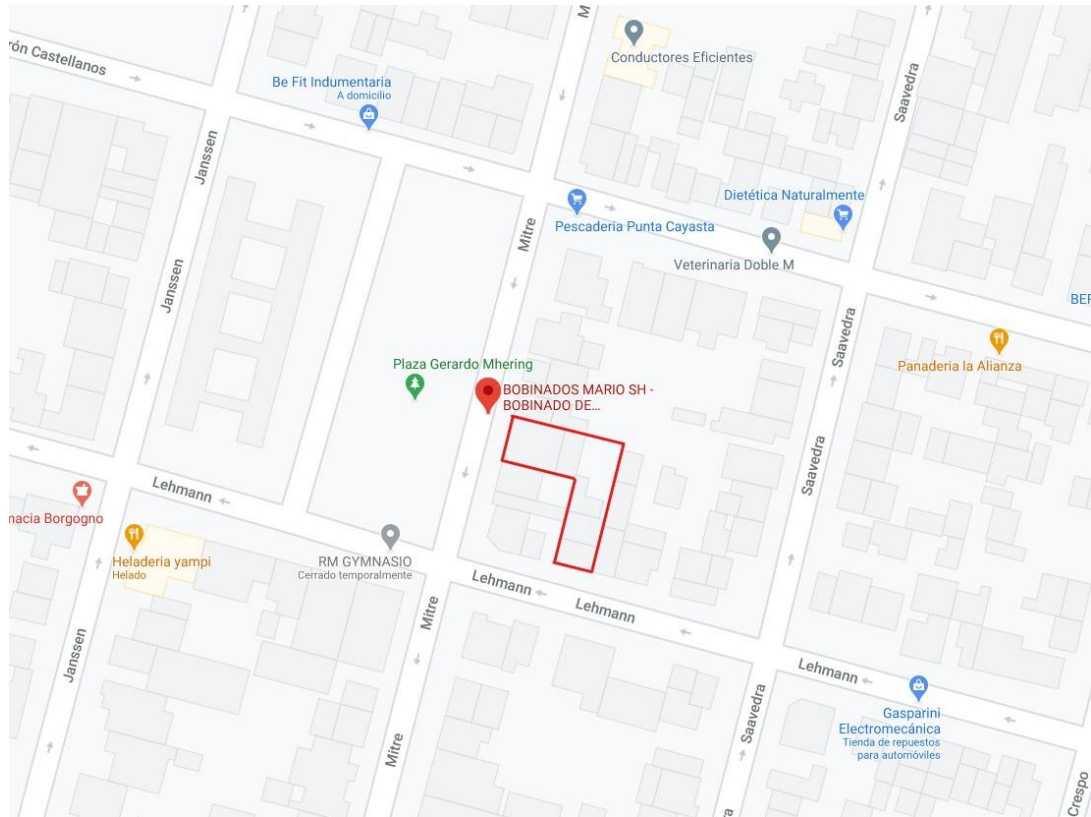 rón Castellanos
M
Conductores Eficientes
Saavedra
Be Fit Indumentaria
A domicilio
Janssen
Dietética Naturalmente
Pescaderia Punta Cayasta
Mitre
Veterinaria Doble M
Janssen
BER
Saavedra
Panaderia la Alianza
Plaza Gerardo Mhering
BOBINADOS MARIO SH -
BOBINADO DE...
Saavedra
Lehmann
macia Borgogno
Heladeria yampi
Helado
RM GYMNASIO
Cerrado temporalmente
Lehmann
Lehmann
Mitre
Janssen
Lehmann
Saavedra
Gasparini
Electromecánica
Tienda de repuestos
para automóviles
Mitre
Crespo